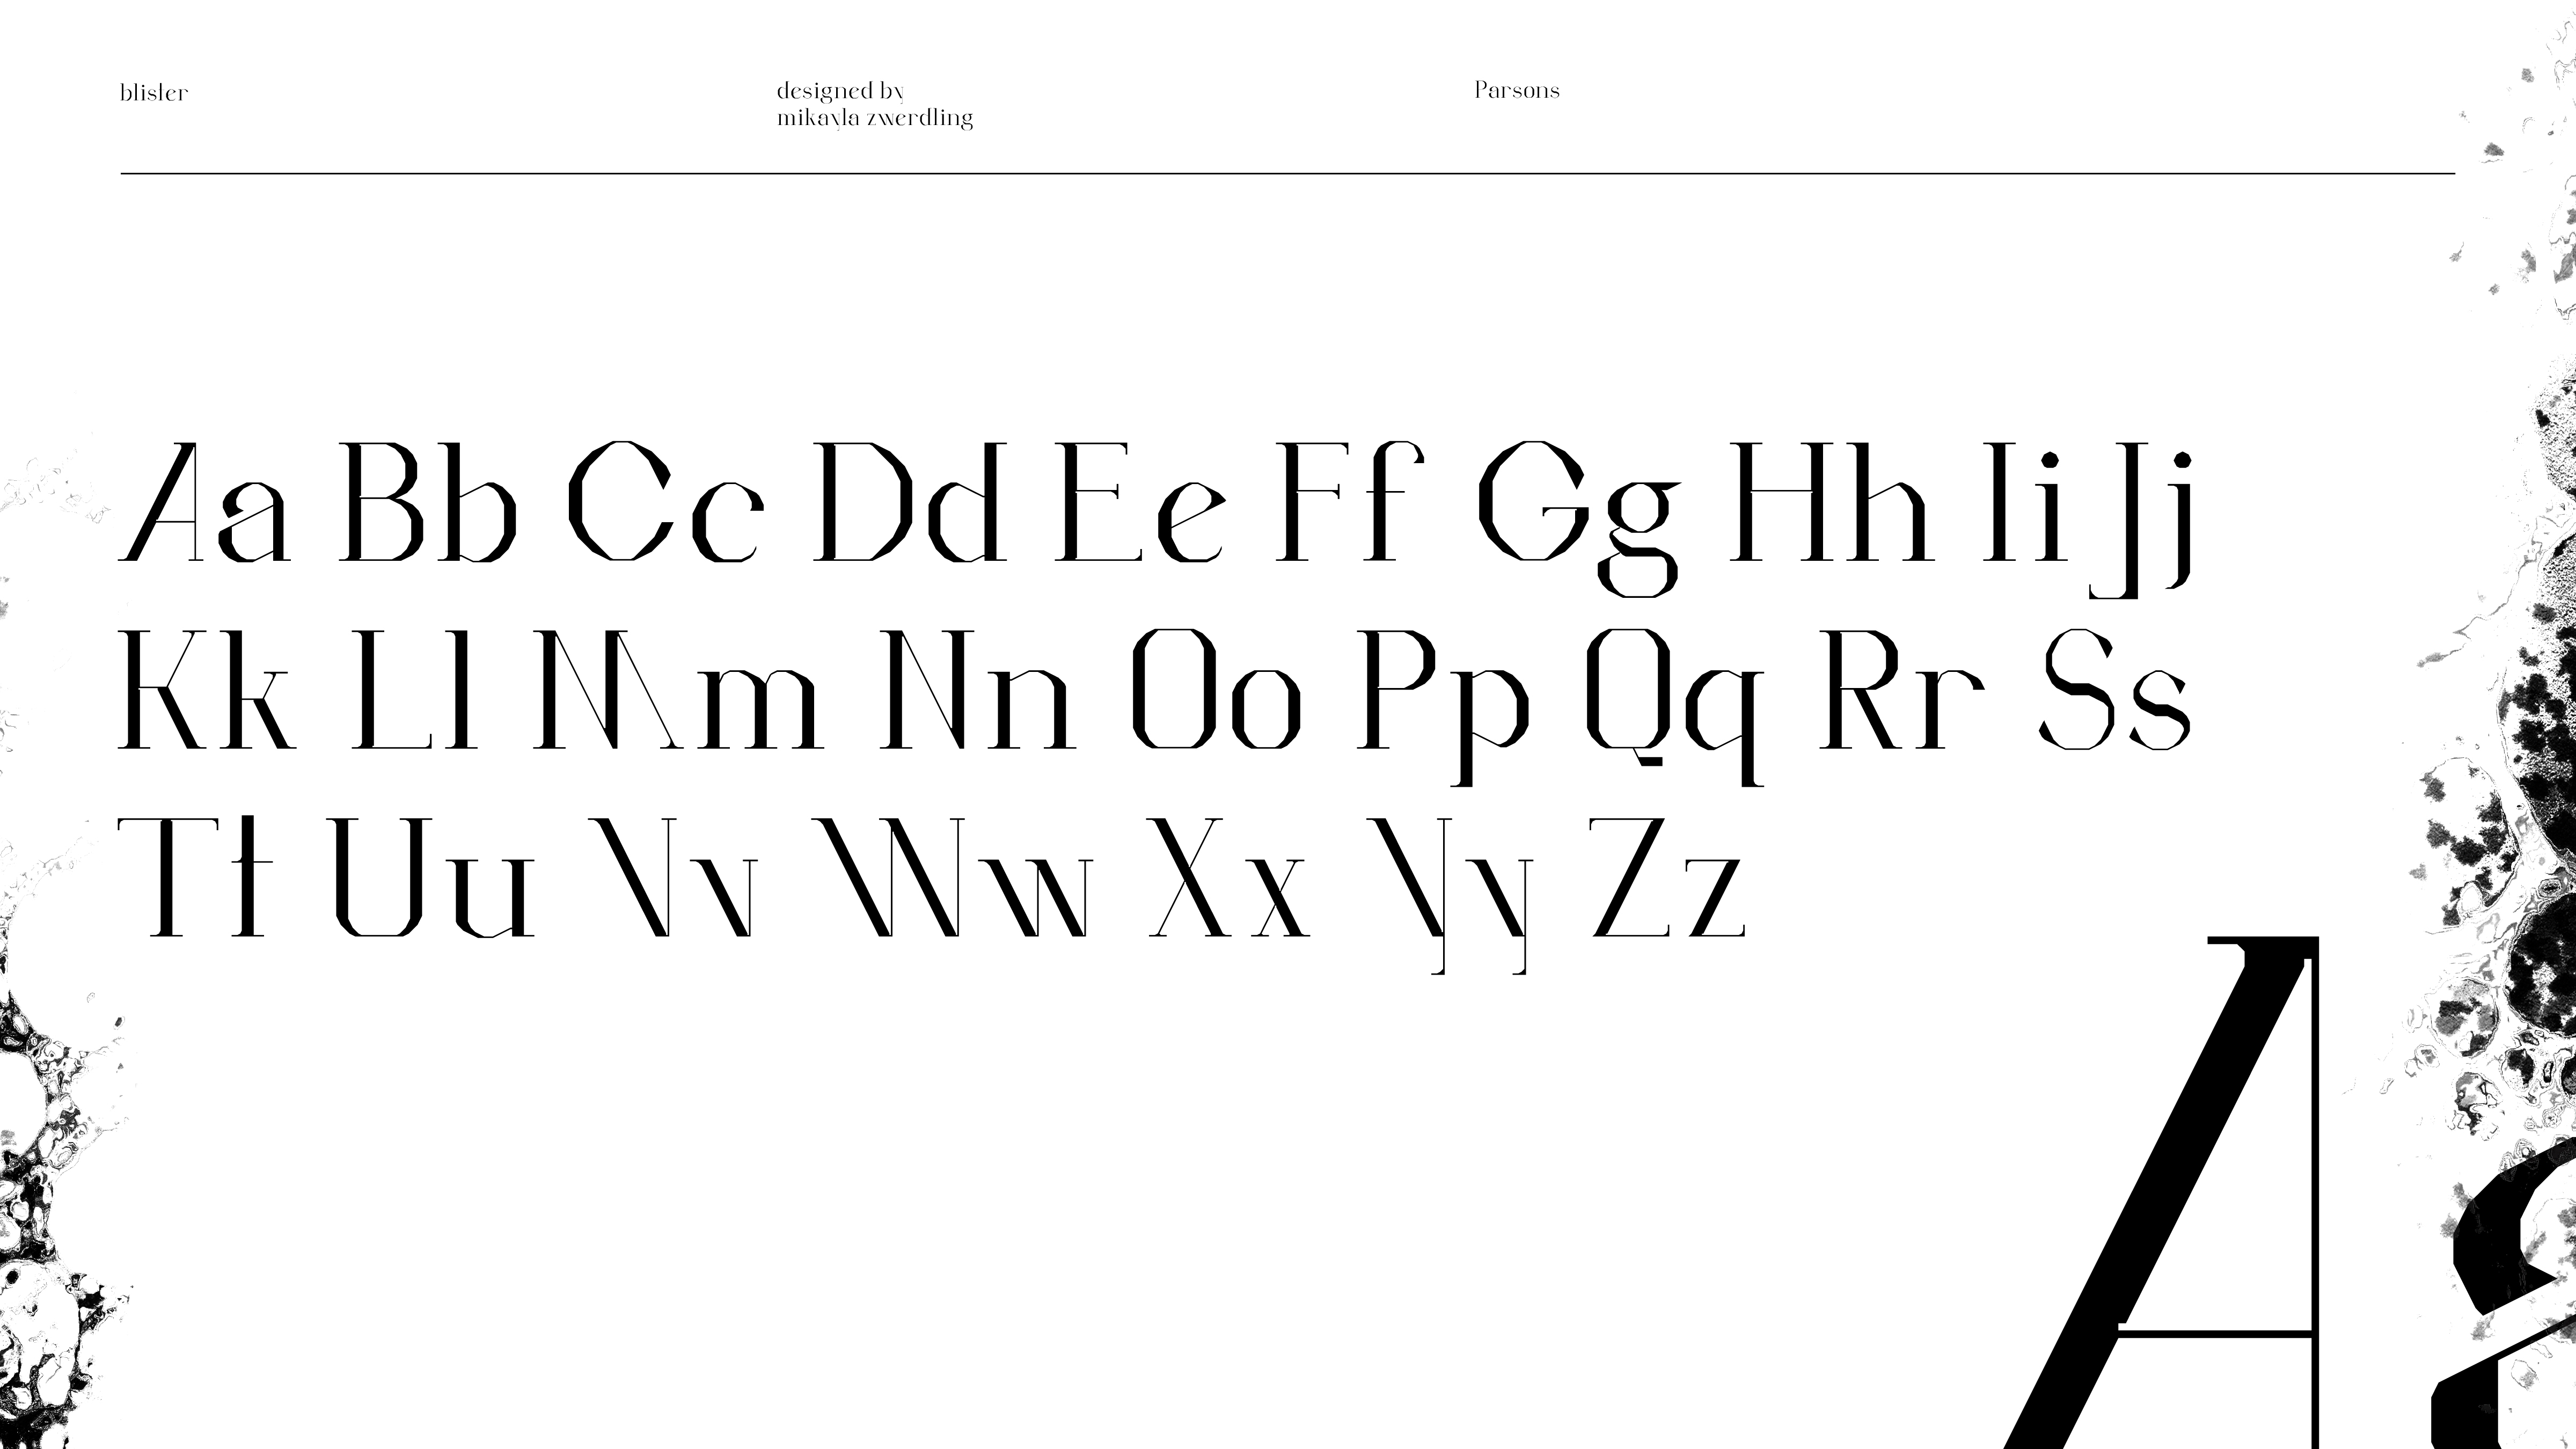 blister
designed by
mikayla zwerdling
Parsons
Aa Bb Cc Dd Ee Ff Gg Hh Ii Jj
Kk Ll Mm Nn Oo Pp Qq Rr Ss
Tt Uu Vv Ww Xx Yy Zz
Aa